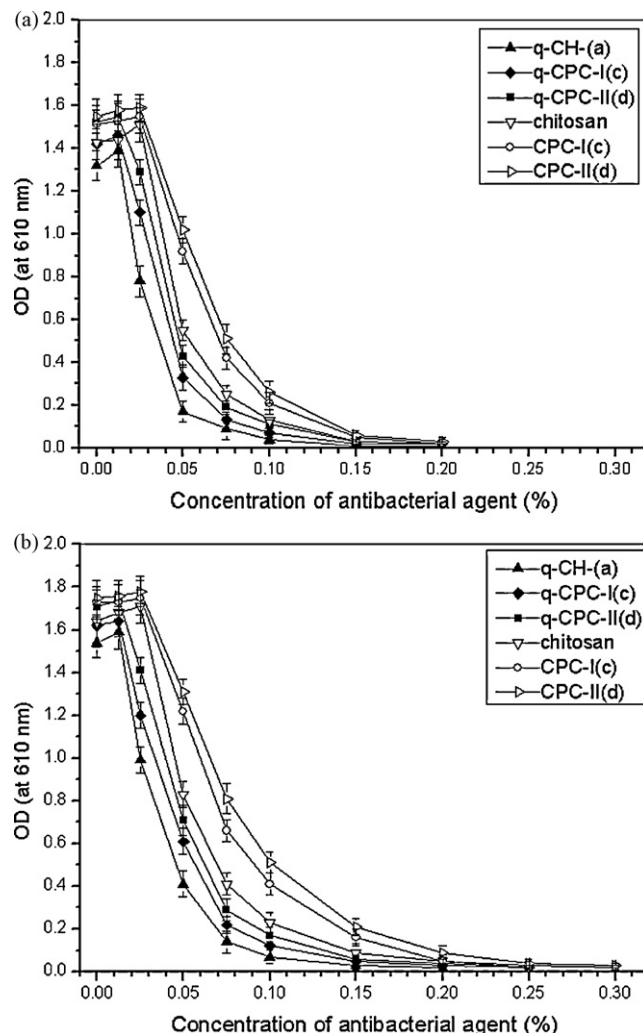 (a)
q-CH-(a)
q-CPC-I(c)
q-CPC-II(d)
chitosan
CPC-I(c)
CPC-II(d)
OD (at 610 nm)
2.0
1.8
1.6
1.4
1.2
1.0
0.8
0.6
0.4
0.2
0.0
0.00 0.05 0.10 0.15 0.20 0.25 0.30
Concentration of antibacterial agent (%)
(b)
q-CH-(a)
q-CPC-I(c)
q-CPC-II(d)
chitosan
CPC-I(c)
CPC-II(d)
OD (at 610 nm)
2.0
1.8
1.6
1.4
1.2
1.0
0.8
0.6
0.4
0.2
0.0
0.00 0.05 0.10 0.15 0.20 0.25 0.30
Concentration of antibacterial agent (%)